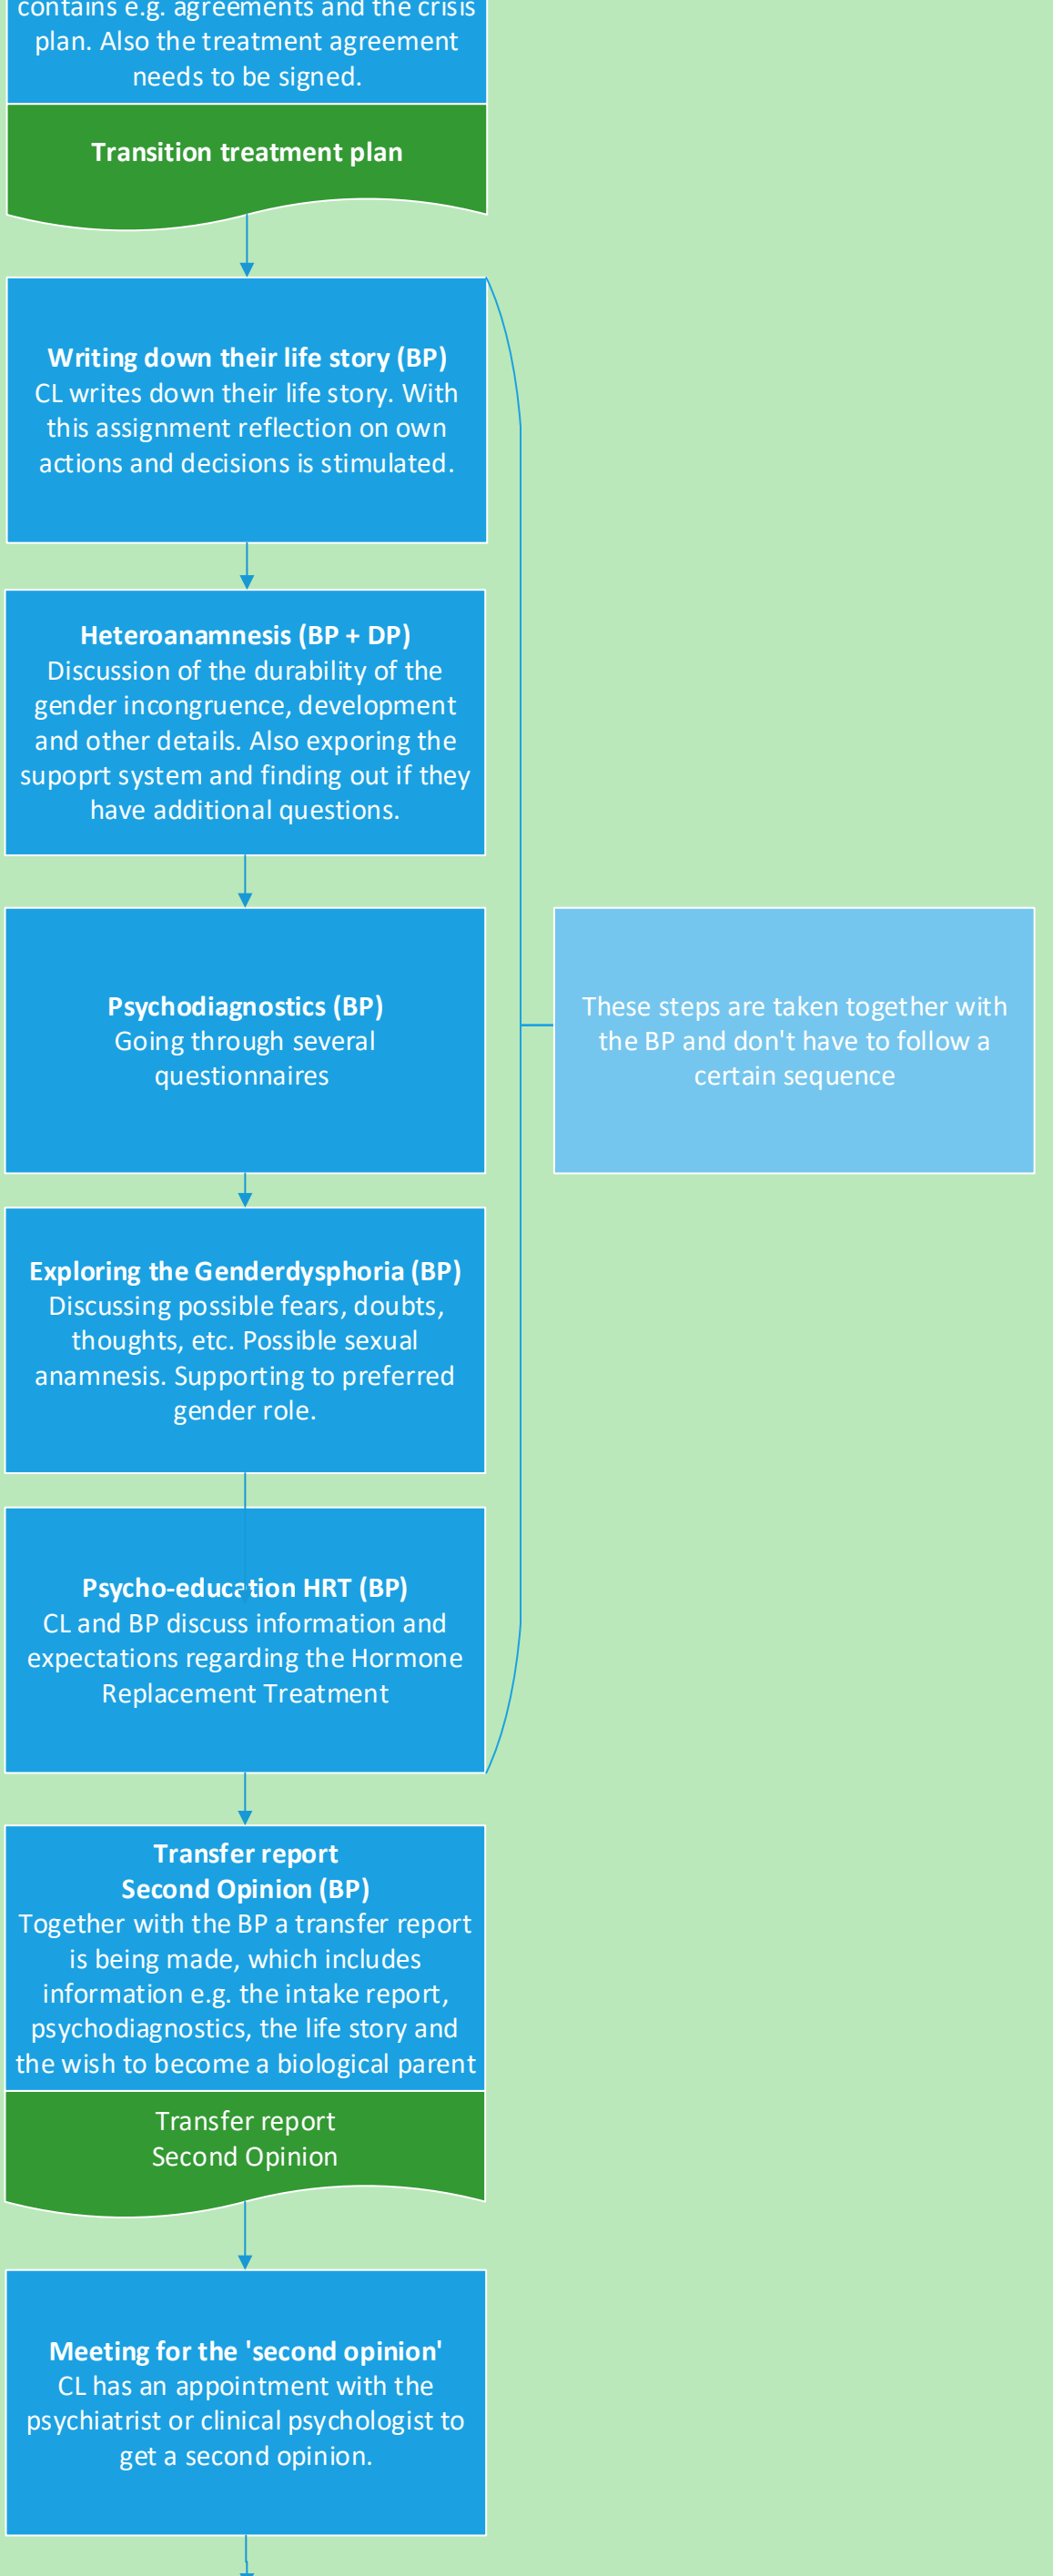 contains e.g. agreements and the crisis
plan. Also the treatment agreement
needs to be signed.
Transition treatment plan
Writing down their life story (BP)
CL writes down their life story. With
this assignment reflection on own
actions and decisions is stimulated.
Heteroanamnesis (BP + DP)
Discussion of the durability of the
gender incongruence, development
and other details. Also exporing the
supoprt system and finding out if they
have additional questions.
Psychodiagnostics (BP)
Going through several
questionnaires
These steps are taken together with
the BP and don't have to follow a
certain sequence
Exploring the Genderdysphoria (BP)
Discussing possible fears, doubts,
thoughts, etc. Possible sexual
anamnesis. Supporting to preferred
gender role.
Psycho-education HRT (BP)
CL and BP discuss information and
expectations regarding the Hormone
Replacement Treatment
Transfer report
Second Opinion (BP)
Together with the BP a transfer report
is being made, which includes
information e.g. the intake report,
psychodiagnostics, the life story and
the wish to become a biological parent
Transfer report
Second Opinion
Meeting for the 'second opinion'
CL has an appointment with the
psychiatrist or clinical psychologist to
get a second opinion.